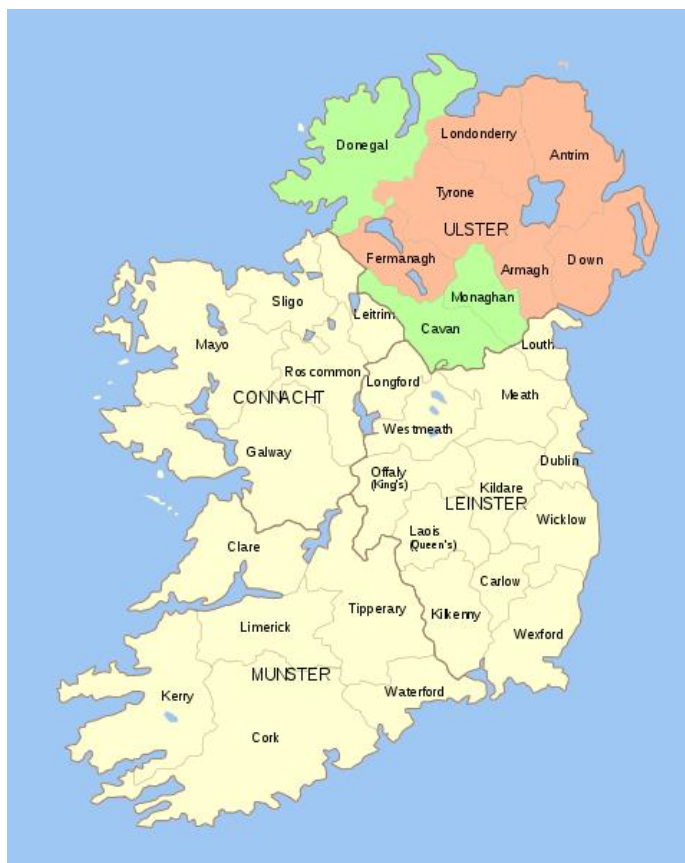 Donegal
Londonderry
Antrim
Tyrone
ULSTER
Fermanagh
Armagh
Down
Monaghan
Cavan
Sligo
Leitrim
Mayo
Louth
Roscommon
Longford
Meath
CONNACHT
Westmeath
Galway
Dublin
Offaly
(King's)
Kildare
LEINSTER
Wicklow
Laois
(Queen's)
Clare
Carlow
Tipperary
Kilkenny
Limerick
Wexford
MUNSTER
Waterford
Kerry
Cork